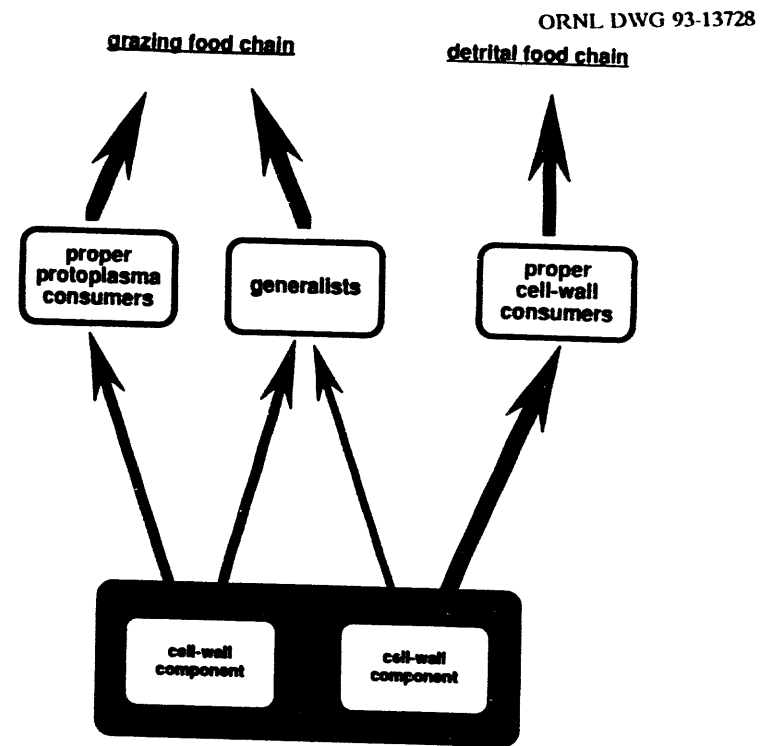 ORNL DWG 93-13728
grazing food chain
detrital food chain
proper
protoplasma
consumers
generalists
proper
cell-wall
consumers
cell-wall
component
cell-wall
component